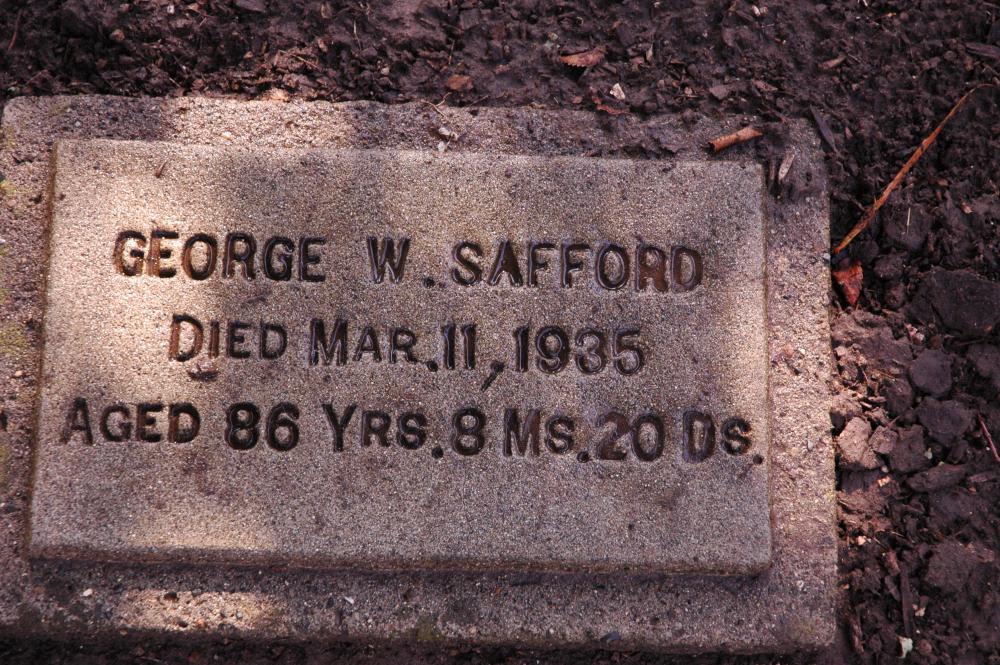 GEORGE W. SAFFORD
DIED MAR. 11, 1935
AGED 86 YRS. 8 MS. 20 DS.